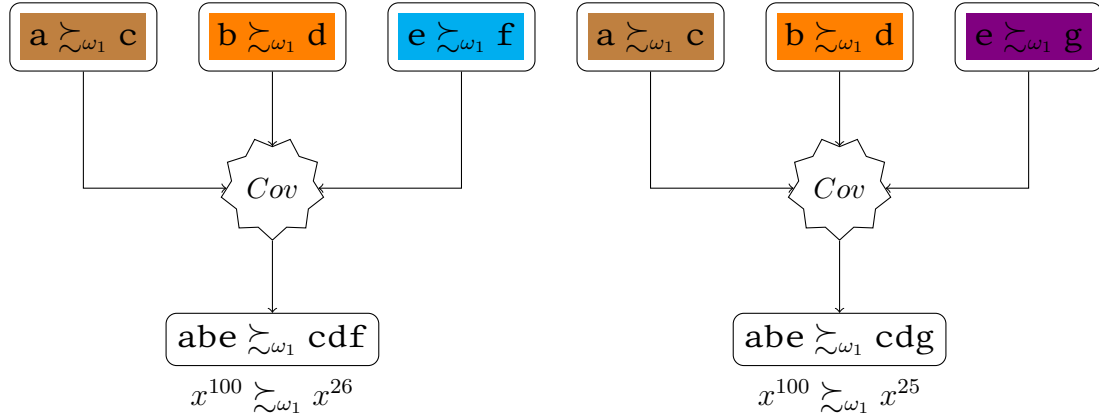 a ≿ω₁ c b ≿ω₁ d e ≿ω₁ f a ≿ω₁ c b ≿ω₁ d e ≿ω₁ g
Cov Cov
abe ≿ω₁ cdf abe ≿ω₁ cdg
x¹⁰⁰ ≿ω₁ x²⁶ x¹⁰⁰ ≿ω₁ x²⁵